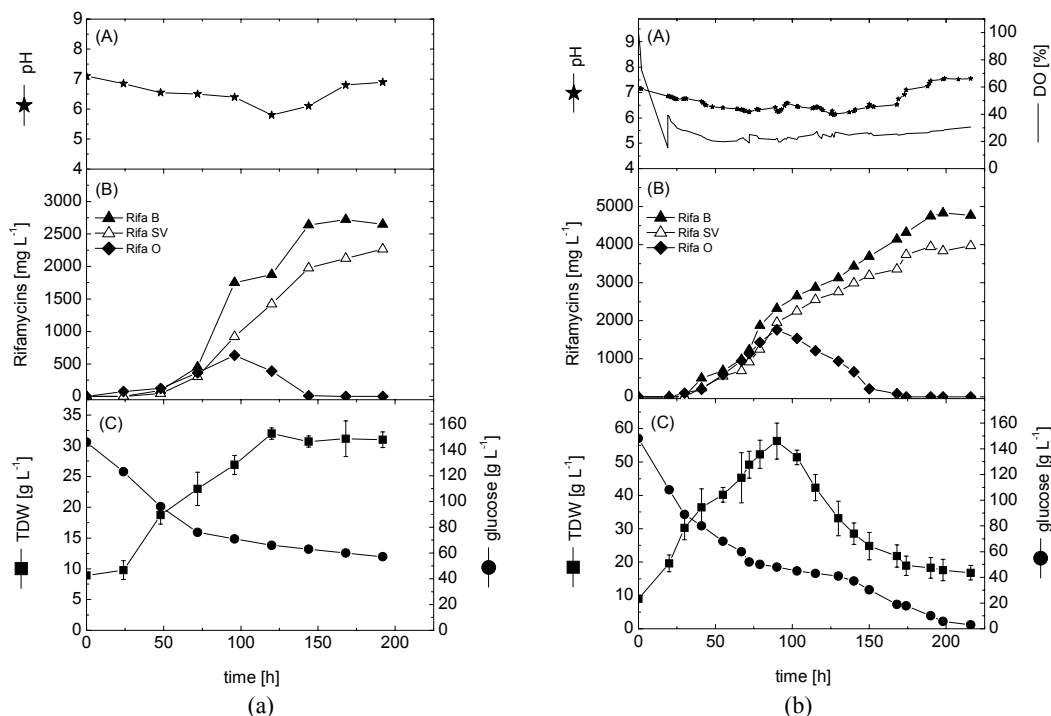 (A)
9
8
7
6
5
4
pH
(B)
Rifa B
Rifa SV
Rifa O
3000
2500
2000
1500
1000
500
0
Rifamycins [mg L⁻¹]
(C)
35
30
25
20
15
10
5
0
TDW [g L⁻¹]
160
140
120
100
80
60
40
20
0
glucose [g L⁻¹]
0 50 100 150 200
time [h]
(a)
(A)
9
8
7
6
5
4
pH
100
80
60
40
20
0
DO [%]
(B)
Rifa B
Rifa SV
Rifa O
5000
4000
3000
2000
1000
0
Rifamycins [mg L⁻¹]
(C)
60
50
40
30
20
10
0
TDW [g L⁻¹]
160
140
120
100
80
60
40
20
0
glucose [g L⁻¹]
0 50 100 150 200
time [h]
(b)